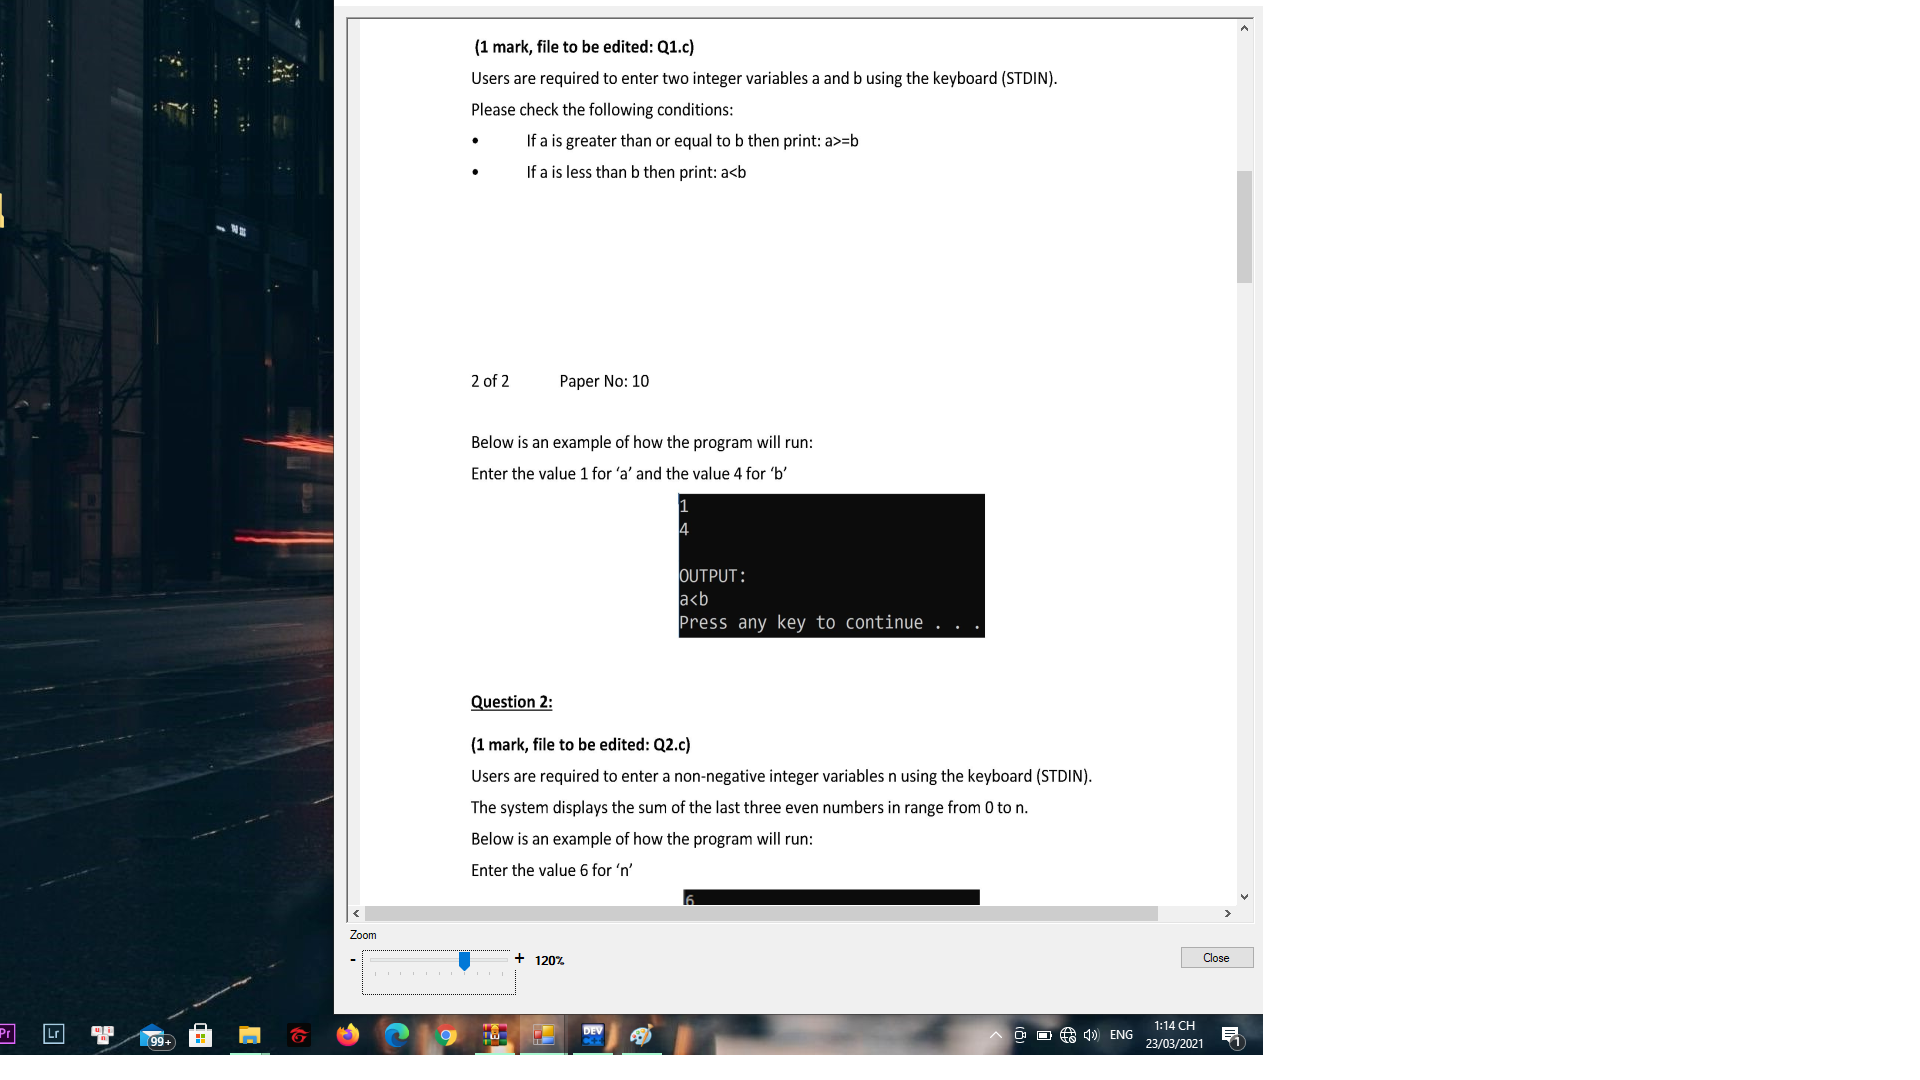 (1 mark, file to be edited: Q1.c)
Users are required to enter two integer variables a and b using the keyboard (STDIN).
Please check the following conditions:
• If a is greater than or equal to b then print: a>=b
• If a is less than b then print: a<b
2 of 2 Paper No: 10
Below is an example of how the program will run:
Enter the value 1 for ‘a’ and the value 4 for ‘b’
1
4
OUTPUT:
a<b
Press any key to continue . . .
Question 2:
(1 mark, file to be edited: Q2.c)
Users are required to enter a non-negative integer variables n using the keyboard (STDIN).
The system displays the sum of the last three even numbers in range from 0 to n.
Below is an example of how the program will run:
Enter the value 6 for ‘n’
6
Zoom
- + 120%
Close
Pr Lr 99+ DEV ENG 1:14 CH
23/03/2021 1